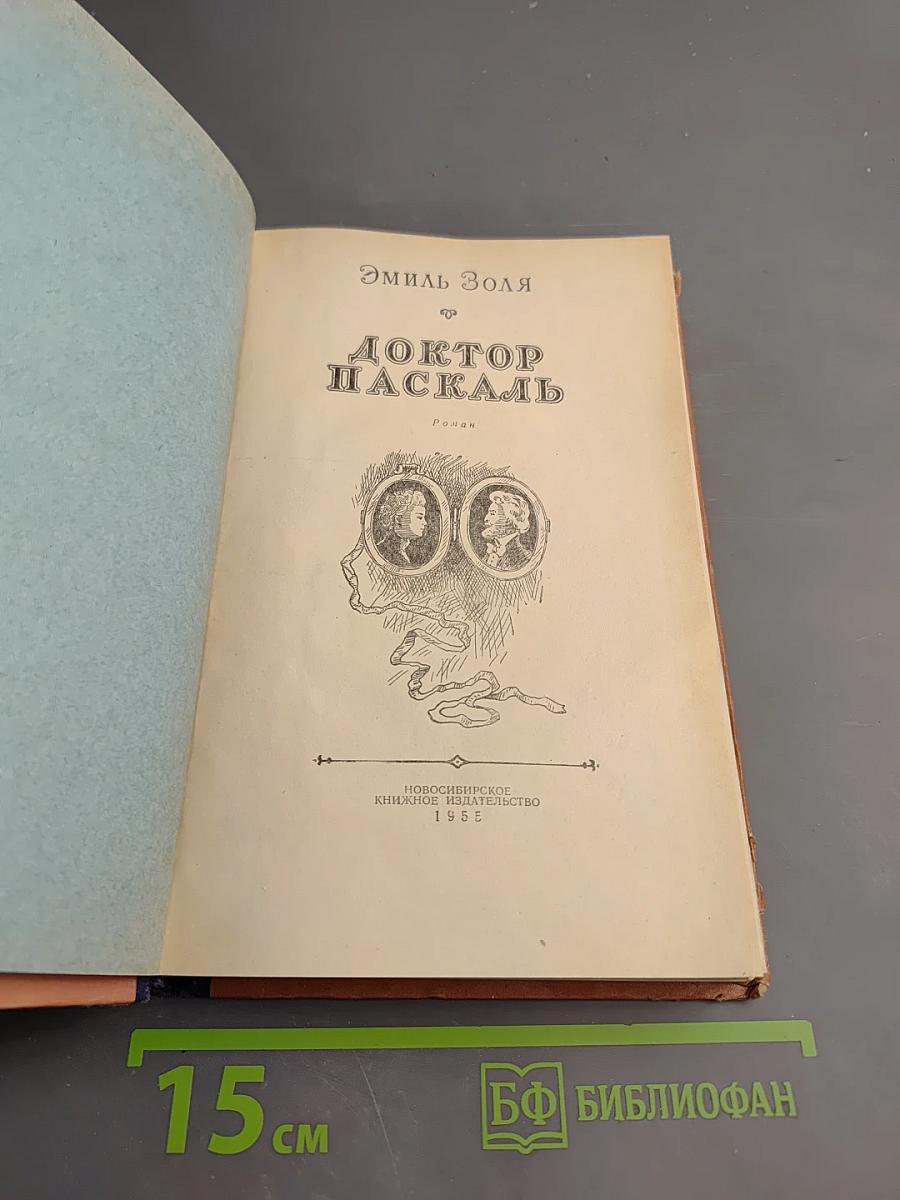 Эмиль Золя
ДОКТОР
ПАСКАЛЬ
Роман
НОВОСИБИРСКОЕ
КНИЖНОЕ ИЗДАТЕЛЬСТВО
1955
15 см
БФ БИБЛИОФАН